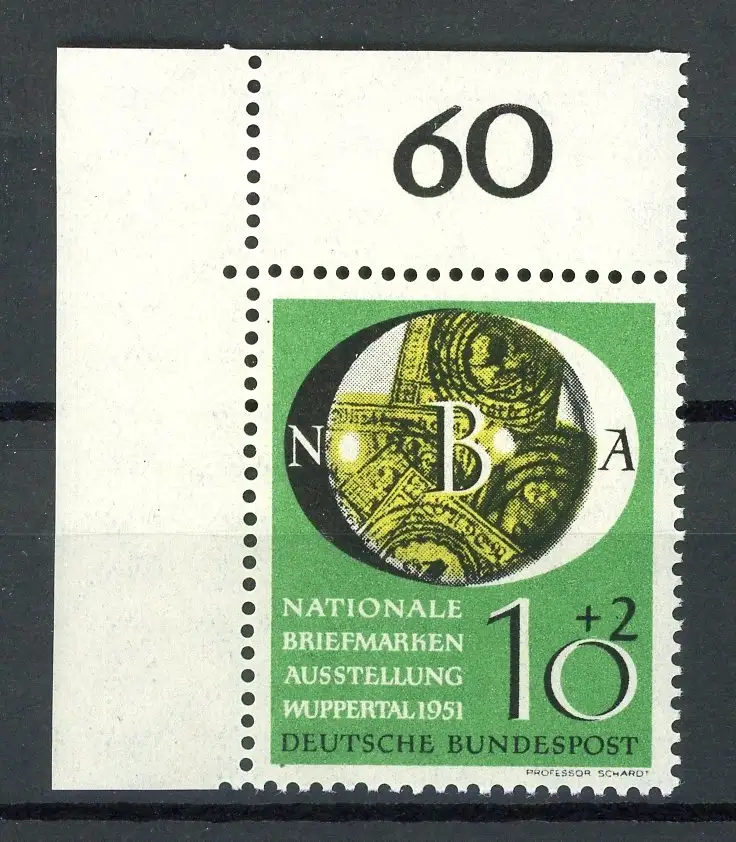 60
N B A
NATIONALE
BRIEFMARKEN
AUSSTELLUNG
WUPPERTAL 1951
10+2
DEUTSCHE BUNDESPOST
PROFESSOR SCHARDT